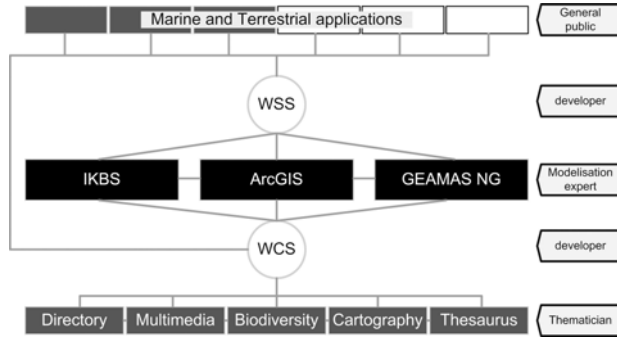 Marine and Terrestrial applications
General
public
WSS
developer
IKBS
ArcGIS
GEAMAS NG
Modelisation
expert
WCS
developer
Directory
Multimedia
Biodiversity
Cartography
Thesaurus
Thematician